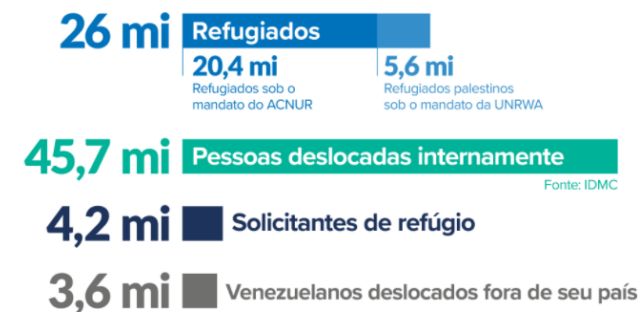 26 mi Refugiados
20,4 mi 5,6 mi
Refugiados sob o Refugiados palestinos
mandato do ACNUR sob o mandato da UNRWA
45,7 mi Pessoas deslocadas internamente
Fonte: IDMC
4,2 mi Solicitantes de refúgio
3,6 mi Venezuelanos deslocados fora de seu país